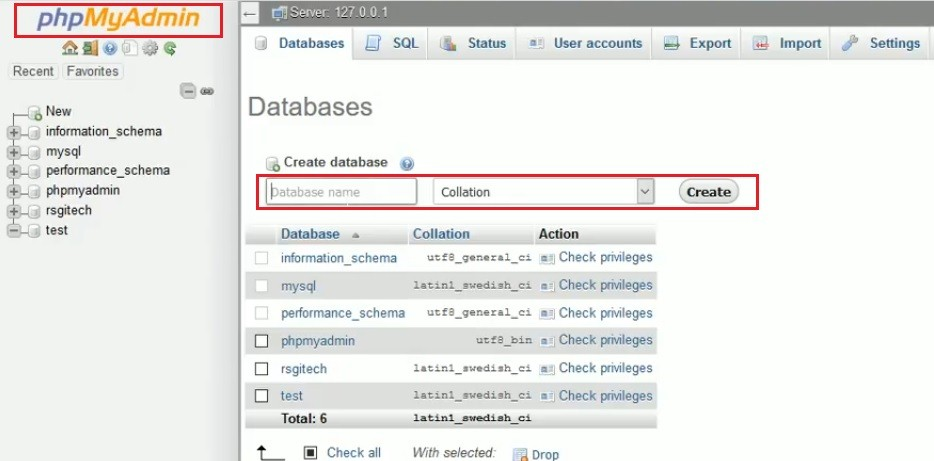 phpMyAdmin
Recent Favorites
New
information_schema
mysql
performance_schema
phpmyadmin
rsgitech
test
Server: 127.0.0.1
Databases SQL Status User accounts Export Import Settings
Databases
Create database
Database name Collation Create
Database Collation Action
information_schema utf8_general_ci Check privileges
mysql latin1_swedish_ci Check privileges
performance_schema utf8_general_ci Check privileges
phpmyadmin utf8_bin Check privileges
rsgitech latin1_swedish_ci Check privileges
test latin1_swedish_ci Check privileges
Total: 6 latin1_swedish_ci
Check all With selected: Drop